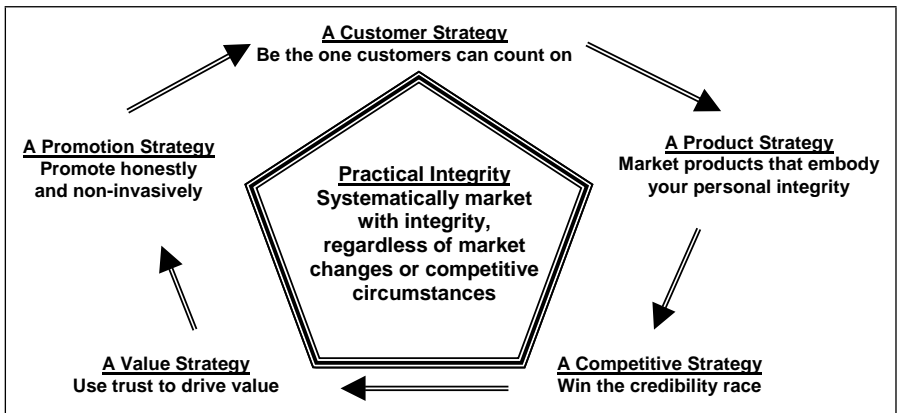 A Customer Strategy
Be the one customers can count on
A Promotion Strategy
Promote honestly
and non-invasively
A Product Strategy
Market products that embody
your personal integrity
Practical Integrity
Systematically market
with integrity,
regardless of market
changes or competitive
circumstances
A Value Strategy
Use trust to drive value
A Competitive Strategy
Win the credibility race